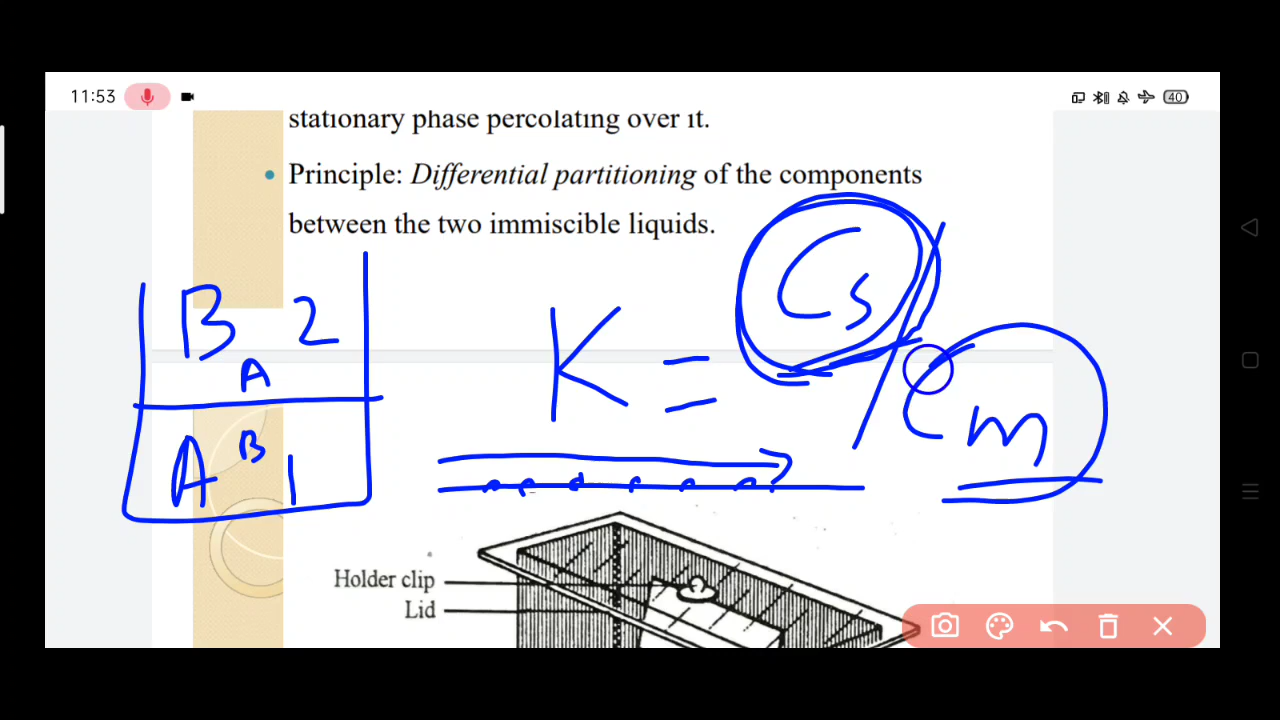 11:53
40
stationary phase percolating over it.
• Principle: Differential partitioning of the components
between the two immiscible liquids.
B 2
A
A B 1
K = Cs/Cm
Holder clip
Lid